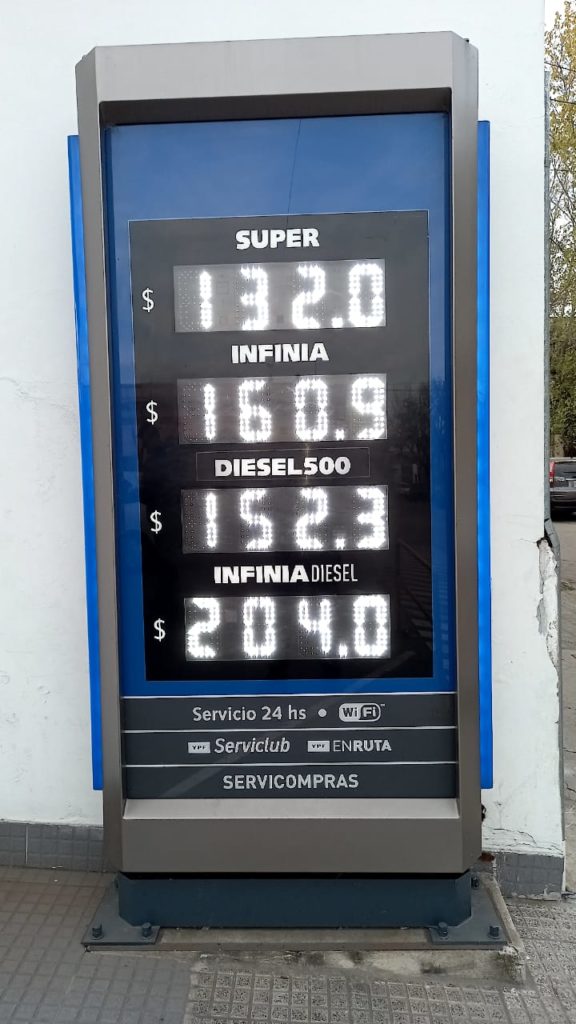 SUPER
$ 132.0
INFINIA
$ 160.9
DIESEL500
$ 152.3
INFINIA DIESEL
$ 204.0
Servicio 24 hs • WiFi
YPF Serviclub YPF ENRUTA
SERVICOMPRAS